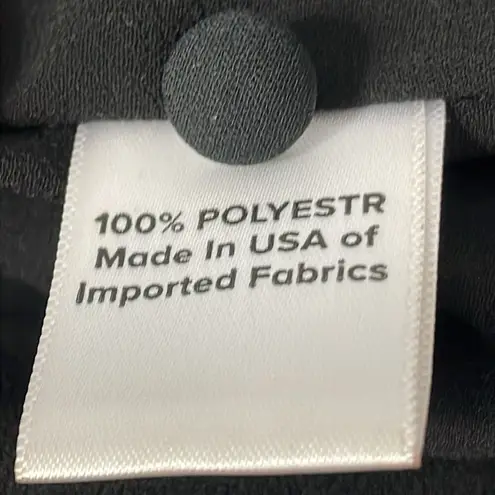 100% POLYESTR
Made In USA of
Imported Fabrics